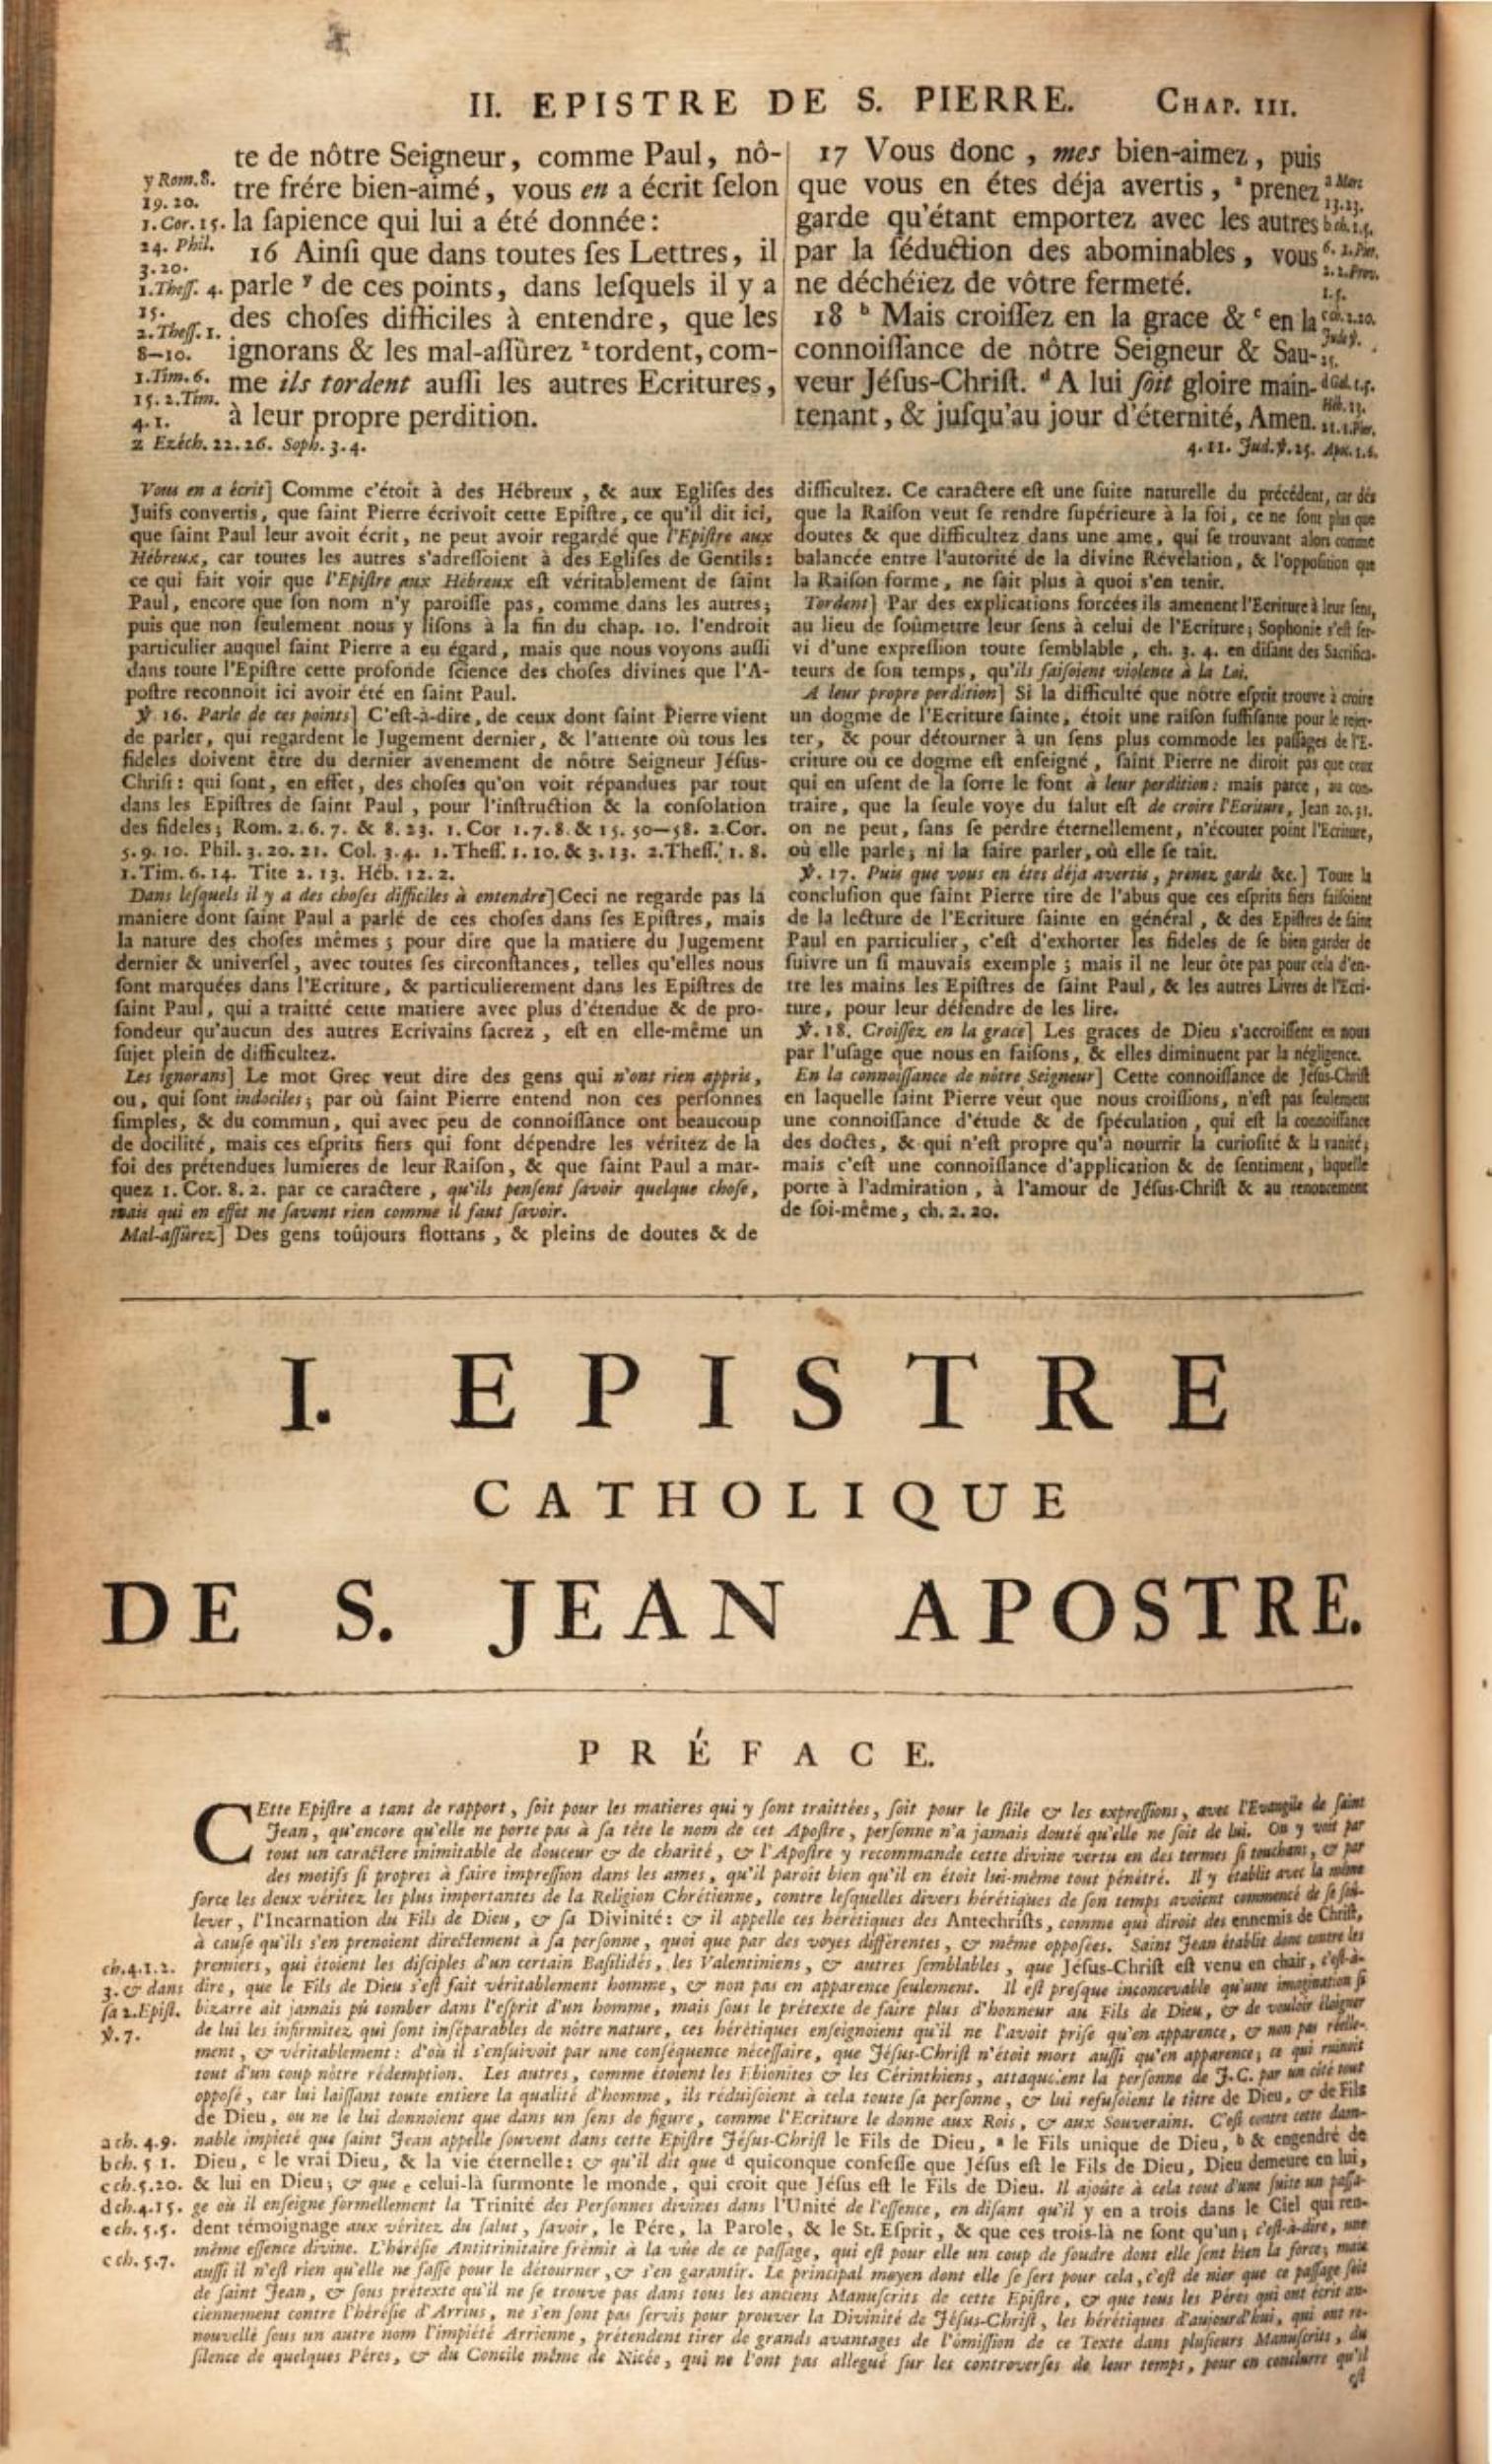 II. EPISTRE DE S. PIERRE. CHAP. III.
te de nôtre Seigneur, comme Paul, nô-
tre frére bien-aimé, vous en a écrit ſelon
la ſapience qui lui a été donnée:
16 Ainſi que dans toutes ſes Lettres, il
parle y de ces points, dans leſquels il y a
des choſes difficiles à entendre, que les
ignorans & les mal-aſſûrez z tordent, com-
me ils tordent auſſi les autres Ecritures,
à leur propre perdition.
y Rom. 8.
19. 20.
1. Cor. 15.
24. Phil.
3. 20.
1. Theſſ. 4.
15.
2. Theſſ. 1.
8—10.
1. Tim. 6.
15. 2. Tim.
4. 1.
z Ezéch. 22. 26. Soph. 3. 4.
17 Vous donc, mes bien-aimez, puis
que vous en étes déja avertis, a prenez
garde qu'étant emportez avec les autres
par la ſéduction des abominables, vous
ne déchéiez de vôtre fermeté.
18 b Mais croiſſez en la grace & c en la
connoiſſance de nôtre Seigneur & Sau-
veur Jéſus-Chriſt. d A lui ſoit gloire main-
tenant, & juſqu'au jour d'éternité, Amen.
a Marc
13. 23.
4. 11. Jud. ℣. 25. Apoc. 1. 6.
Vous en a écrit] Comme c'étoit à des Hébreux, & aux Egliſes des
Juifs convertis, que ſaint Pierre écrivoit cette Epiſtre, ce qu'il dit ici,
que ſaint Paul leur avoit écrit, ne peut avoir regardé que l'Epiſtre aux
Hébreux, car toutes les autres s'adreſſoient à des Egliſes de Gentils:
ce qui fait voir que l'Epiſtre aux Hébreux eſt véritablement de ſaint
Paul, encore que ſon nom n'y paroiſſe pas, comme dans les autres;
puis que non ſeulement nous y liſons à la fin du chap. 10. l'endroit
particulier auquel ſaint Pierre a eu égard, mais que nous voyons auſſi
dans toute l'Epiſtre cette profonde ſcience des choſes divines que l'A-
poſtre reconnoit ici avoir été en ſaint Paul.
℣. 16. Parle de ces points] C'eſt-à-dire, de ceux dont ſaint Pierre vient
de parler, qui regardent le Jugement dernier, & l'attente où tous les
fideles doivent être du dernier avenement de nôtre Seigneur Jéſus-
Chriſt: qui ſont, en effet, des choſes qu'on voit répandues par tout
dans les Epiſtres de ſaint Paul, pour l'inſtruction & la conſolation
des fideles; Rom. 2. 6. 7. & 8. 23. 1. Cor 1. 7. 8. & 15. 50—58. 2. Cor.
5. 9. 10. Phil. 3. 20. 21. Col. 3. 4. 1. Theſſ. 1. 10. & 3. 13. 2. Theſſ. 1. 8.
1. Tim. 6. 14. Tite 2. 13. Héb. 12. 2.
Dans leſquels il y a des choſes difficiles à entendre] Ceci ne regarde pas la
maniere dont ſaint Paul a parlé de ces choſes dans ſes Epiſtres, mais
la nature des choſes mêmes; pour dire que la matiere du Jugement
dernier & univerſel, avec toutes ſes circonſtances, telles qu'elles nous
ſont marquées dans l'Ecriture, & particulierement dans les Epiſtres de
ſaint Paul, qui a traitté cette matiere avec plus d'étendue & de pro-
fondeur qu'aucun des autres Ecrivains ſacrez, eſt en elle-même un
ſujet plein de difficultez.
Les ignorans] Le mot Grec veut dire des gens qui n'ont rien appris,
ou, qui ſont indociles; par où ſaint Pierre entend non ces perſonnes
ſimples, & du commun, qui avec peu de connoiſſance ont beaucoup
de docilité, mais ces eſprits fiers qui font dépendre les véritez de la
foi des prétendues lumieres de leur Raiſon, & que ſaint Paul a mar-
quez 1. Cor. 8. 2. par ce caractere, qu'ils penſent ſavoir quelque choſe,
mais qui en effet ne ſavent rien comme il faut ſavoir.
Mal-aſſûrez] Des gens toûjours flottans, & pleins de doutes & de
difficultez. Ce caractere eſt une ſuite naturelle du précédent, car dès
que la Raiſon veut ſe rendre ſupérieure à la foi, ce ne ſont plus que
doutes & que difficultez dans une ame, qui ſe trouvant alors comme
balancée entre l'autorité de la divine Révélation, & l'oppoſition que
la Raiſon forme, ne ſait plus à quoi s'en tenir.
Tordent] Par des explications forcées ils amenent l'Ecriture à leur ſens,
au lieu de ſoûmettre leur ſens à celui de l'Ecriture; Sophonie s'eſt ſer-
vi d'une expreſſion toute ſemblable, ch. 3. 4. en diſant des Sacrifica-
teurs de ſon temps, qu'ils faiſoient violence à la Loi.
A leur propre perdition] Si la difficulté que nôtre eſprit trouve à croire
un dogme de l'Ecriture ſainte, étoit une raiſon ſuffiſante pour le rejet-
ter, & pour détourner à un ſens plus commode les paſſages de l'E-
criture où ce dogme eſt enſeigné, ſaint Pierre ne diroit pas que ceux
qui en uſent de la ſorte le font à leur perdition: mais parce, au con-
traire, que la ſeule voye du ſalut eſt de croire l'Ecriture, Jean 20. 31.
on ne peut, ſans ſe perdre éternellement, n'écouter point l'Ecriture,
où elle parle; ni la faire parler, où elle ſe tait.
℣. 17. Puis que vous en étes déja avertis, prenez garde &c.] Toute la
concluſion que ſaint Pierre tire de l'abus que ces eſprits fiers faiſoient
de la lecture de l'Ecriture ſainte en général, & des Epiſtres de ſaint
Paul en particulier, c'eſt d'exhorter les fideles de ſe bien garder de
ſuivre un ſi mauvais exemple; mais il ne leur ôte pas pour cela d'en-
tre les mains les Epiſtres de ſaint Paul, & les autres Livres de l'Ecri-
ture, pour leur défendre de les lire.
℣. 18. Croiſſez en la grace] Les graces de Dieu s'accroiſſent en nous
par l'uſage que nous en faiſons, & elles diminuent par la négligence.
En la connoiſſance de nôtre Seigneur] Cette connoiſſance de Jéſus-Chriſt
en laquelle ſaint Pierre veut que nous croiſſions, n'eſt pas ſeulement
une connoiſſance d'étude & de ſpéculation, qui eſt la connoiſſance
des doctes, & qui n'eſt propre qu'à nourrir la curioſité & la vanité;
mais c'eſt une connoiſſance d'application & de ſentiment, laquelle
porte à l'admiration, à l'amour de Jéſus-Chriſt & au renoncement
de ſoi-même, ch. 2. 20.
I. EPISTRE
CATHOLIQUE
DE S. JEAN APOSTRE.
PRÉFACE.
CEtte Epiſtre a tant de rapport, ſoit pour les matieres qui y ſont traittées, ſoit pour le ſtile & les expreſſions, avec l'Evangile de ſaint
Jean, qu'encore qu'elle ne porte pas à ſa tête le nom de cet Apoſtre, perſonne n'a jamais douté qu'elle ne ſoit de lui. On y voit par
tout un caractere inimitable de douceur & de charité, & l'Apoſtre y recommande cette divine vertu en des termes ſi touchans, & par
des motifs ſi propres à faire impreſſion dans les ames, qu'il paroit bien qu'il en étoit lui-même tout pénétré. Il y établit avec la même
force les deux véritez les plus importantes de la Religion Chrétienne, contre leſquelles divers hérétiques de ſon temps avoient commencé de ſe ſoû-
lever, l'Incarnation du Fils de Dieu, & ſa Divinité: & il appelle ces hérétiques des Antechriſts, comme qui diroit des ennemis de Chriſt,
à cauſe qu'ils s'en prenoient directement à ſa perſonne, quoi que par des voyes différentes, & même oppoſées. Saint Jean établit donc contre les
premiers, qui étoient les diſciples d'un certain Baſilidés, les Valentiniens, & autres ſemblables, que Jéſus-Chriſt eſt venu en chair, c'eſt-à-
dire, que le Fils de Dieu s'eſt fait véritablement homme, & non pas en apparence ſeulement. Il eſt preſque inconcevable qu'une imagination ſi
bizarre ait jamais pû tomber dans l'eſprit d'un homme, mais ſous le prétexte de faire plus d'honneur au Fils de Dieu, & de vouloir éloigner
de lui les infirmitez qui ſont inſéparables de nôtre nature, ces hérétiques enſeignoient qu'il ne l'avoit priſe qu'en apparence, & non pas réelle-
ment, & véritablement: d'où il s'enſuivoit par une conſéquence néceſſaire, que Jéſus-Chriſt n'étoit mort auſſi qu'en apparence; ce qui ruinoit
tout d'un coup nôtre rédemption. Les autres, comme étoient les Ebionites & les Cérinthiens, attaquoient la perſonne de J. C. par un côté tout
oppoſé, car lui laiſſant toute entiere la qualité d'homme, ils réduiſoient à cela toute ſa perſonne, & lui refuſoient le titre de Dieu, & de Fils
de Dieu, ou ne le lui donnoient que dans un ſens de figure, comme l'Ecriture le donne aux Rois, & aux Souverains. C'eſt contre cette dam-
nable impieté que ſaint Jean appelle ſouvent dans cette Epiſtre Jéſus-Chriſt le Fils de Dieu, a le Fils unique de Dieu, b & engendré de
Dieu, c le vrai Dieu, & la vie éternelle: & qu'il dit que d quiconque confeſſe que Jéſus eſt le Fils de Dieu, Dieu demeure en lui,
& lui en Dieu; & que e celui-là ſurmonte le monde, qui croit que Jéſus eſt le Fils de Dieu. Il ajoûte à cela tout d'une ſuite un paſſa-
ge où il enſeigne formellement la Trinité des Perſonnes divines dans l'Unité de l'eſſence, en diſant qu'il y en a trois dans le Ciel qui ren-
dent témoignage aux véritez du ſalut, ſavoir, le Pére, la Parole, & le St. Eſprit, & que ces trois-là ne ſont qu'un; c'eſt-à-dire, une
même eſſence divine. L'héréſie Antitrinitaire frémit à la vûe de ce paſſage, qui eſt pour elle un coup de foudre dont elle ſent bien la force; mais
auſſi il n'eſt rien qu'elle ne faſſe pour le détourner, & s'en garantir. Le principal moyen dont elle ſe ſert pour cela, c'eſt de nier que ce paſſage ſoit
de ſaint Jean, & ſous prétexte qu'il ne ſe trouve pas dans tous les anciens Manuſcrits de cette Epiſtre, & que tous les Péres qui ont écrit an-
ciennement contre l'héréſie d'Arrius, ne s'en ſont pas ſervis pour prouver la Divinité de Jéſus-Chriſt, les hérétiques d'aujourd'hui, qui ont re-
nouvellé ſous un autre nom l'impiété Arrienne, prétendent tirer de grands avantages de l'omiſſion de ce Texte dans pluſieurs Manuſcrits, du
ſilence de quelques Péres, & du Concile même de Nicée, qui ne l'ont pas allegué ſur les controverſes de leur temps, pour en conclurre qu'il
eſt
ch. 4. 1. 2.
3. & dans
ſa 2. Epiſt.
℣. 7.
a ch. 4. 9.
b ch. 5 1.
c ch. 5. 20.
d ch. 4. 15.
e ch. 5. 5.
c ch. 5. 7.